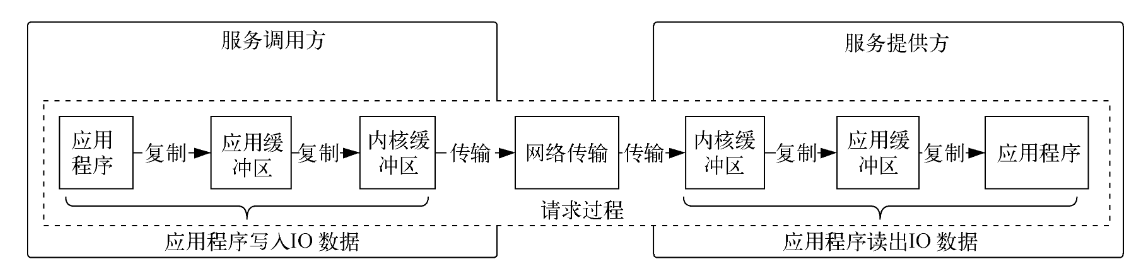 服务调用方
服务提供方
应用
程序
复制
应用缓
冲区
复制
内核缓
冲区
传输
网络传输
传输
内核缓
冲区
复制
应用缓
冲区
复制
应用程序
请求过程
应用程序写入IO 数据
应用程序读出IO 数据